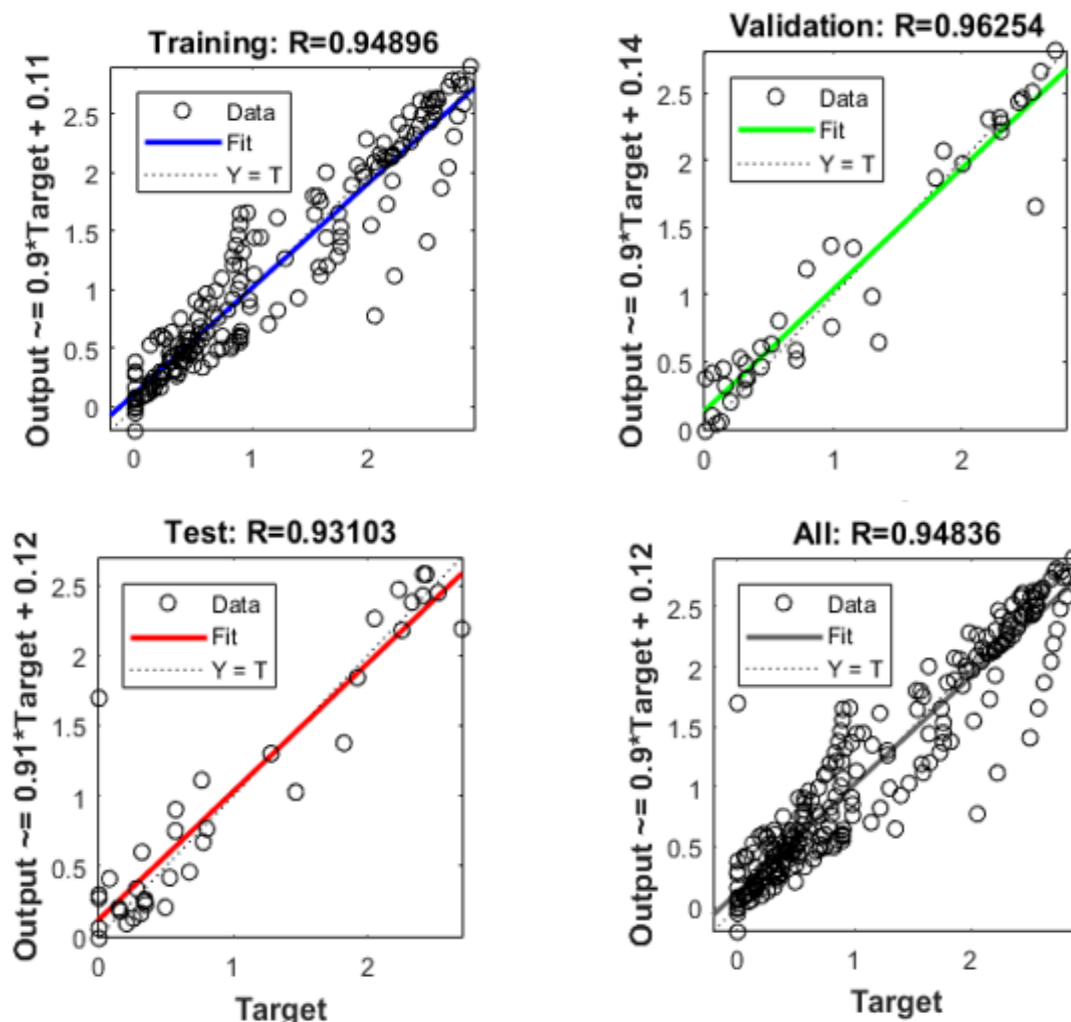 Training: R=0.94896
Output ~= 0.9*Target + 0.11
Data
Fit
Y = T
2.5
2
1.5
1
0.5
0
0
1
2
Validation: R=0.96254
Output ~= 0.9*Target + 0.14
Data
Fit
Y = T
2.5
2
1.5
1
0.5
0
0
1
2
Test: R=0.93103
Output ~= 0.91*Target + 0.12
Data
Fit
Y = T
2.5
2
1.5
1
0.5
0
0
1
2
Target
All: R=0.94836
Output ~= 0.9*Target + 0.12
Data
Fit
Y = T
2.5
2
1.5
1
0.5
0
0
1
2
Target